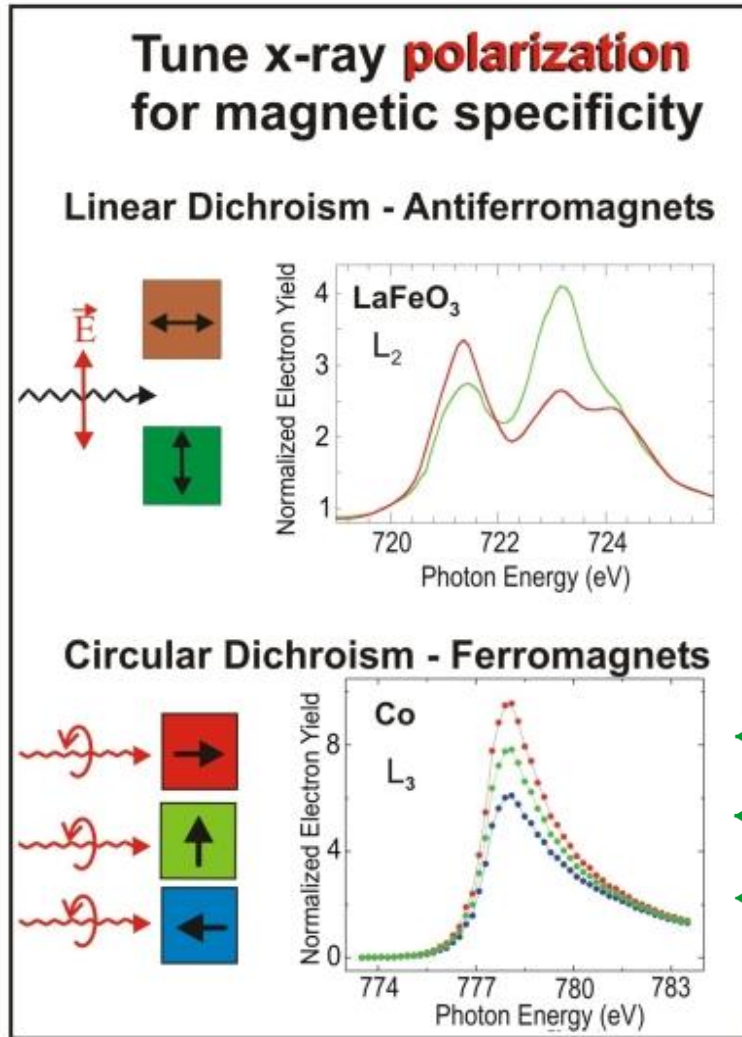 Tune x-ray polarization
for magnetic specificity
Linear Dichroism - Antiferromagnets
E
LaFeO₃
L₂
Normalized Electron Yield
4
3
2
1
720
722
724
Photon Energy (eV)
Circular Dichroism - Ferromagnets
Co
L₃
Normalized Electron Yield
8
4
0
774
777
780
783
Photon Energy (eV)